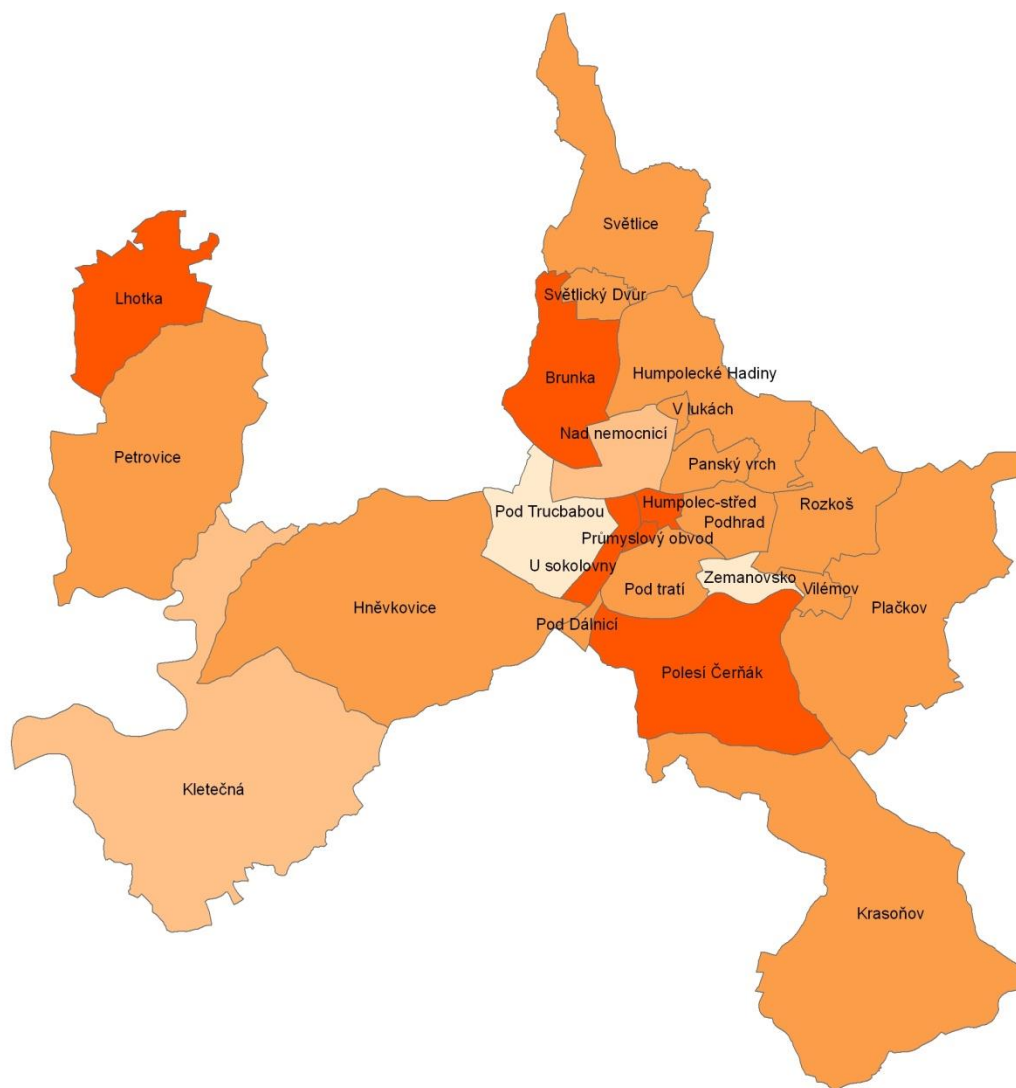 Světlice
Světlický Dvůr
Lhotka
Humpolecké Hadiny
Brunka
V lukách
Nad nemocnicí
Petrovice
Panský vrch
Humpolec-střed
Rozkoš
Pod Trucbabou
Podhrad
Průmyslový obvod
U sokolovny
Zemanovsko
Pod tratí
Vilémov
Hněvkovice
Plačkov
Pod Dálnicí
Polesí Čerňák
Kletečná
Krasoňov